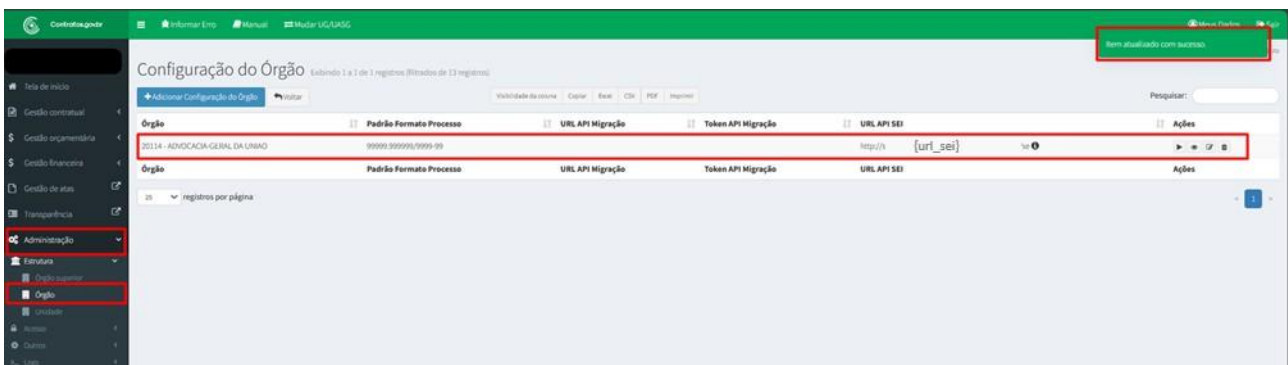 Contratos.gov.br
Informar Erro Manual Mudar UG/UASG Meus Dados Sair
Item atualizado com sucesso.
Configuração do Órgão Exibindo 1 a 1 de 1 registros (filtrados de 13 registros)
Tela de início
+Adicionar Configuração do Órgão Voltar Visibilidade da coluna Copiar Excel CSV PDF Imprimir Pesquisar:
Gestão contratual
Órgão Padrão Formato Processo URL API Migração Token API Migração URL API SEI Ações
Gestão orçamentária
20114 - ADVOCACIA-GERAL DA UNIAO 99999.999999/9999-99 http://s {url_sei}
Gestão financeira
Órgão Padrão Formato Processo URL API Migração Token API Migração URL API SEI Ações
Gestão de atas
25 registros por página 1
Transparência
Administração
Estrutura
Órgão superior
Órgão
Unidade
Acesso
Outros
Logs